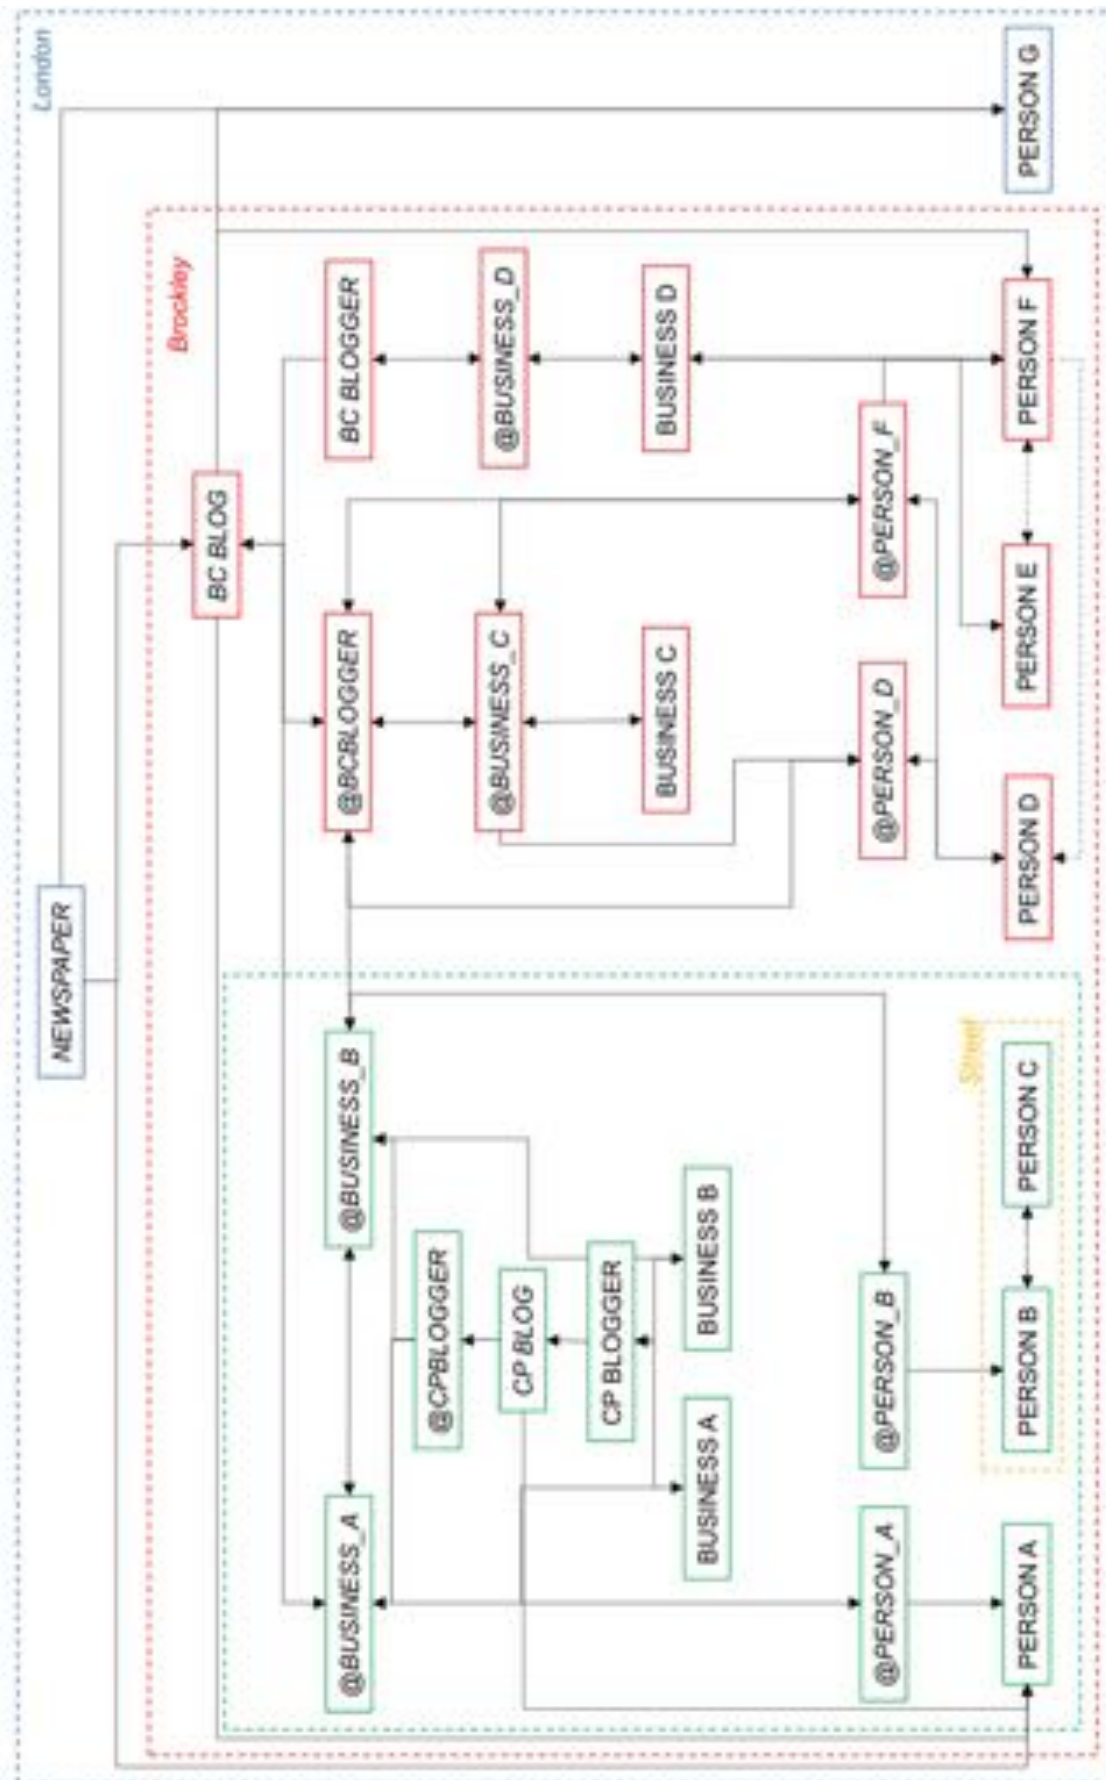 London
NEWSPAPER
Brockley
BC BLOG
@BUSINESS_A
@BUSINESS_B
@BCBLOGGER
BC BLOGGER
@CPBLOGGER
CP BLOG
@BUSINESS_C
@BUSINESS_D
CP BLOGGER
BUSINESS A
BUSINESS B
BUSINESS C
BUSINESS D
@PERSON_A
@PERSON_B
@PERSON_D
@PERSON_F
Street
PERSON A
PERSON B
PERSON C
PERSON D
PERSON E
PERSON F
PERSON G